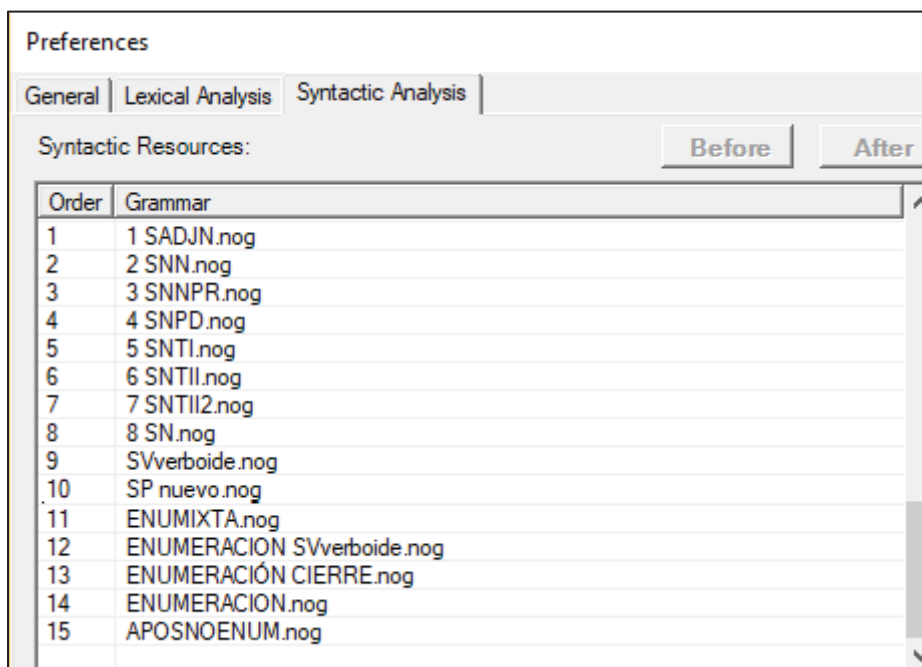 Preferences
General Lexical Analysis Syntactic Analysis
Syntactic Resources: Before After
Order Grammar
1 1 SADJN.nog
2 2 SNN.nog
3 3 SNNPR.nog
4 4 SNPD.nog
5 5 SNTI.nog
6 6 SNTII.nog
7 7 SNTII2.nog
8 8 SN.nog
9 SVverboide.nog
10 SP nuevo.nog
11 ENUMIXTA.nog
12 ENUMERACION SVverboide.nog
13 ENUMERACIÓN CIERRE.nog
14 ENUMERACION.nog
15 APOSNOENUM.nog